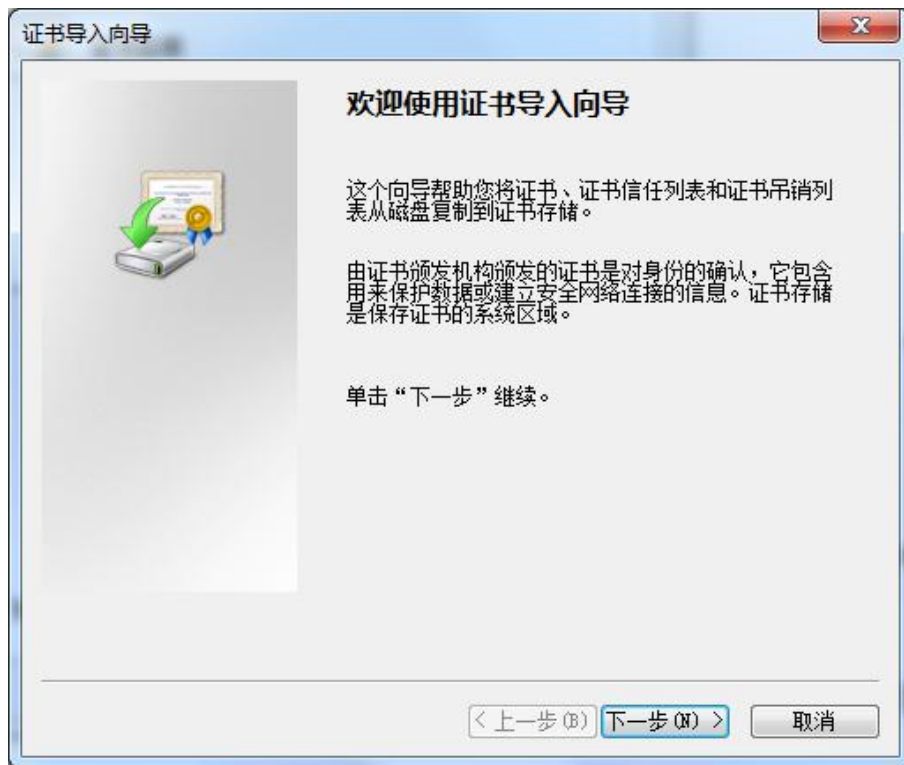 证书导入向导
欢迎使用证书导入向导
这个向导帮助您将证书、证书信任列表和证书吊销列
表从磁盘复制到证书存储。
由证书颁发机构颁发的证书是对身份的确认，它包含
用来保护数据或建立安全网络连接的信息。证书存储
是保存证书的系统区域。
单击“下一步”继续。
< 上一步(B) 下一步(N) > 取消